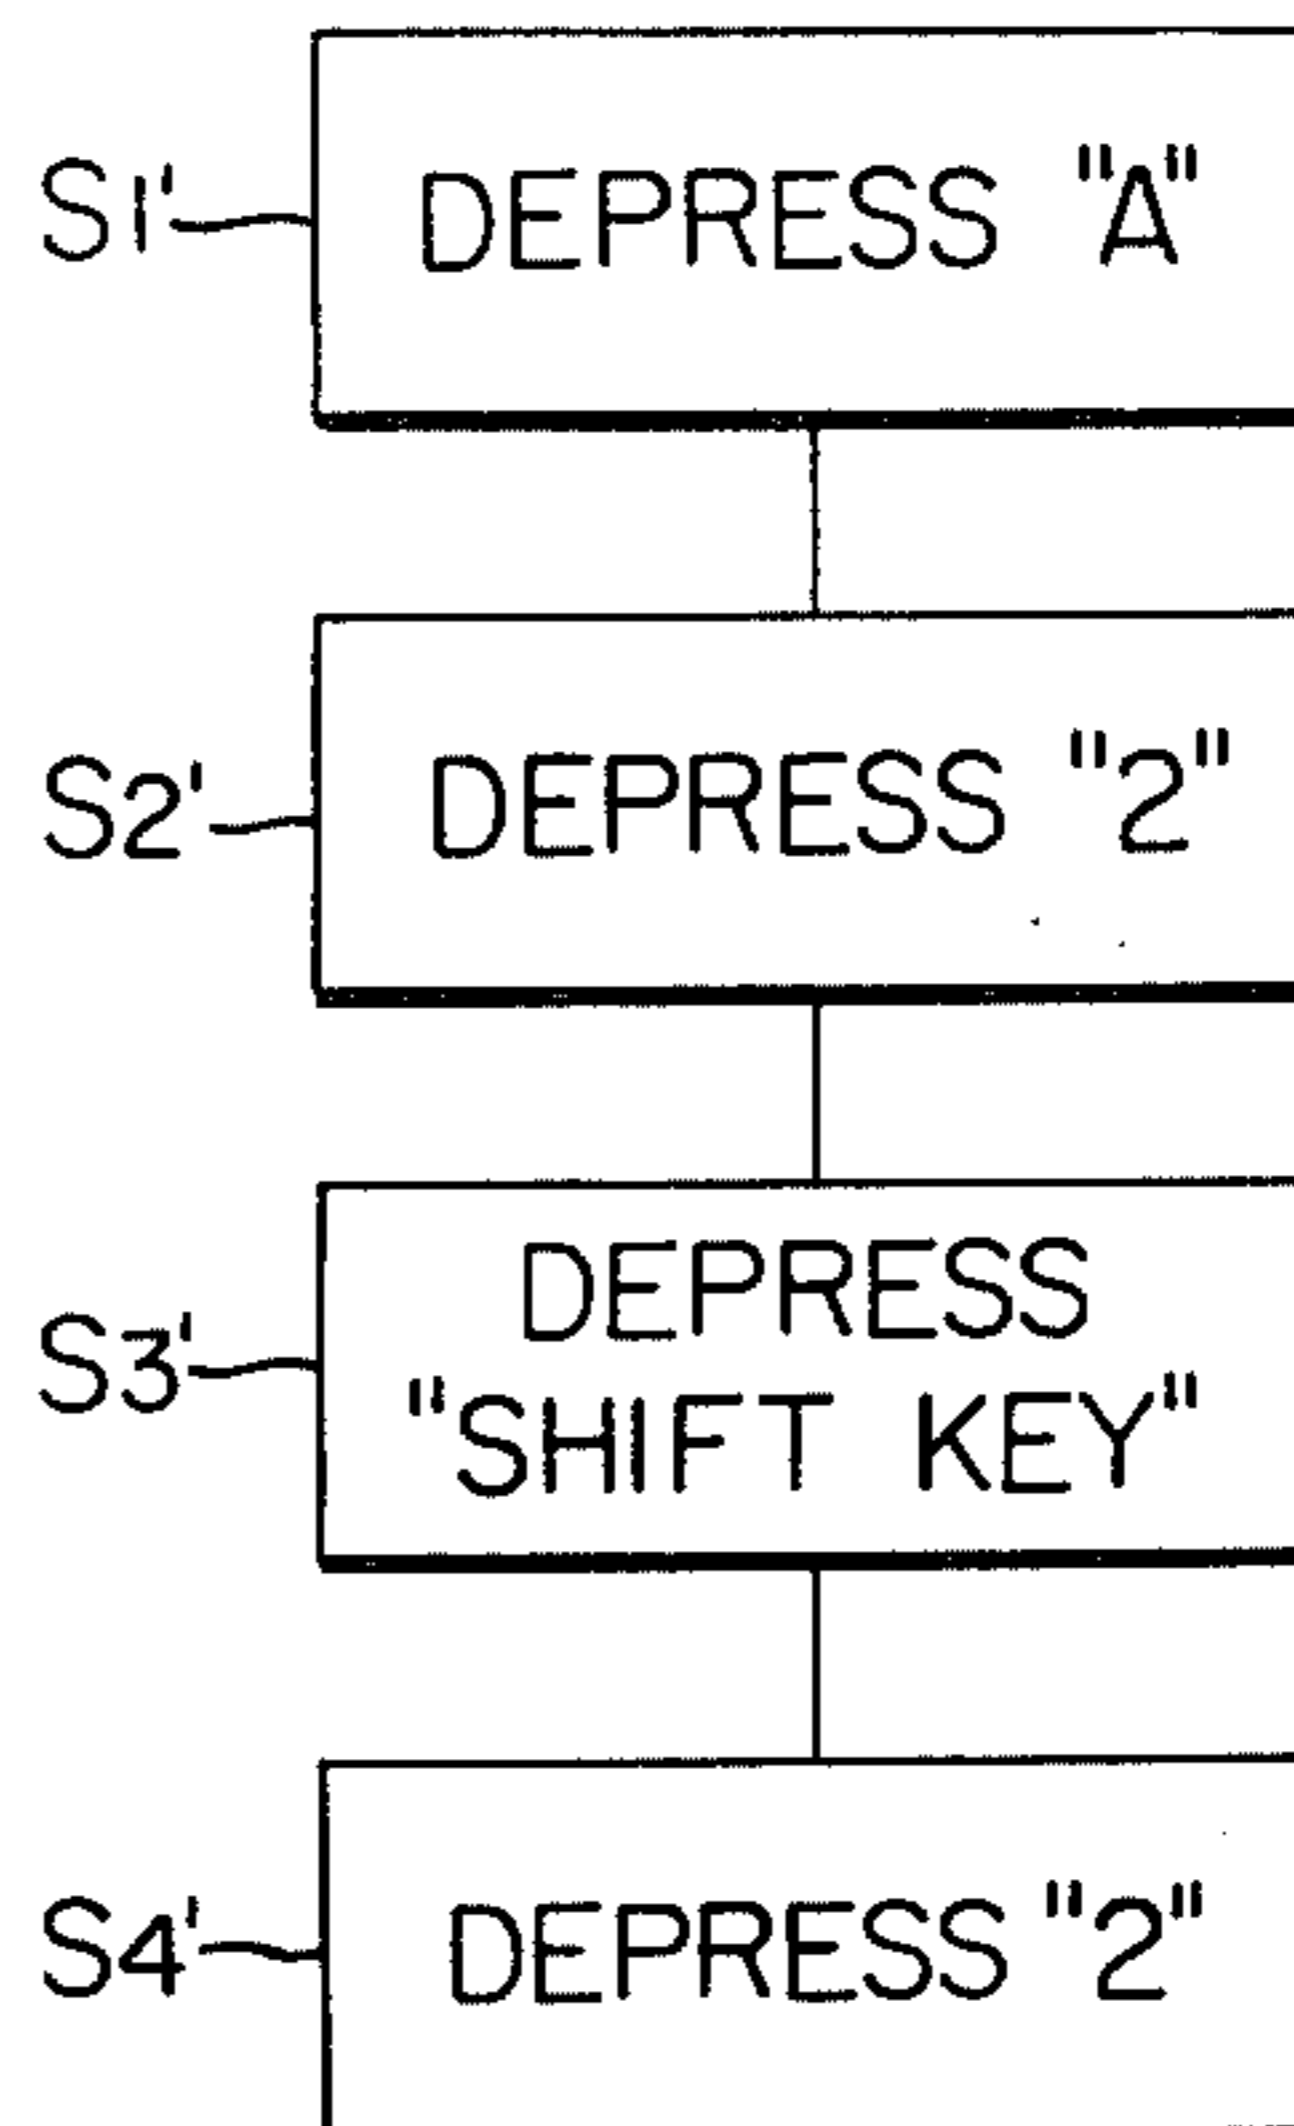 S1' DEPRESS "A"
S2' DEPRESS "2"
S3' DEPRESS
"SHIFT KEY"
S4' DEPRESS "2"